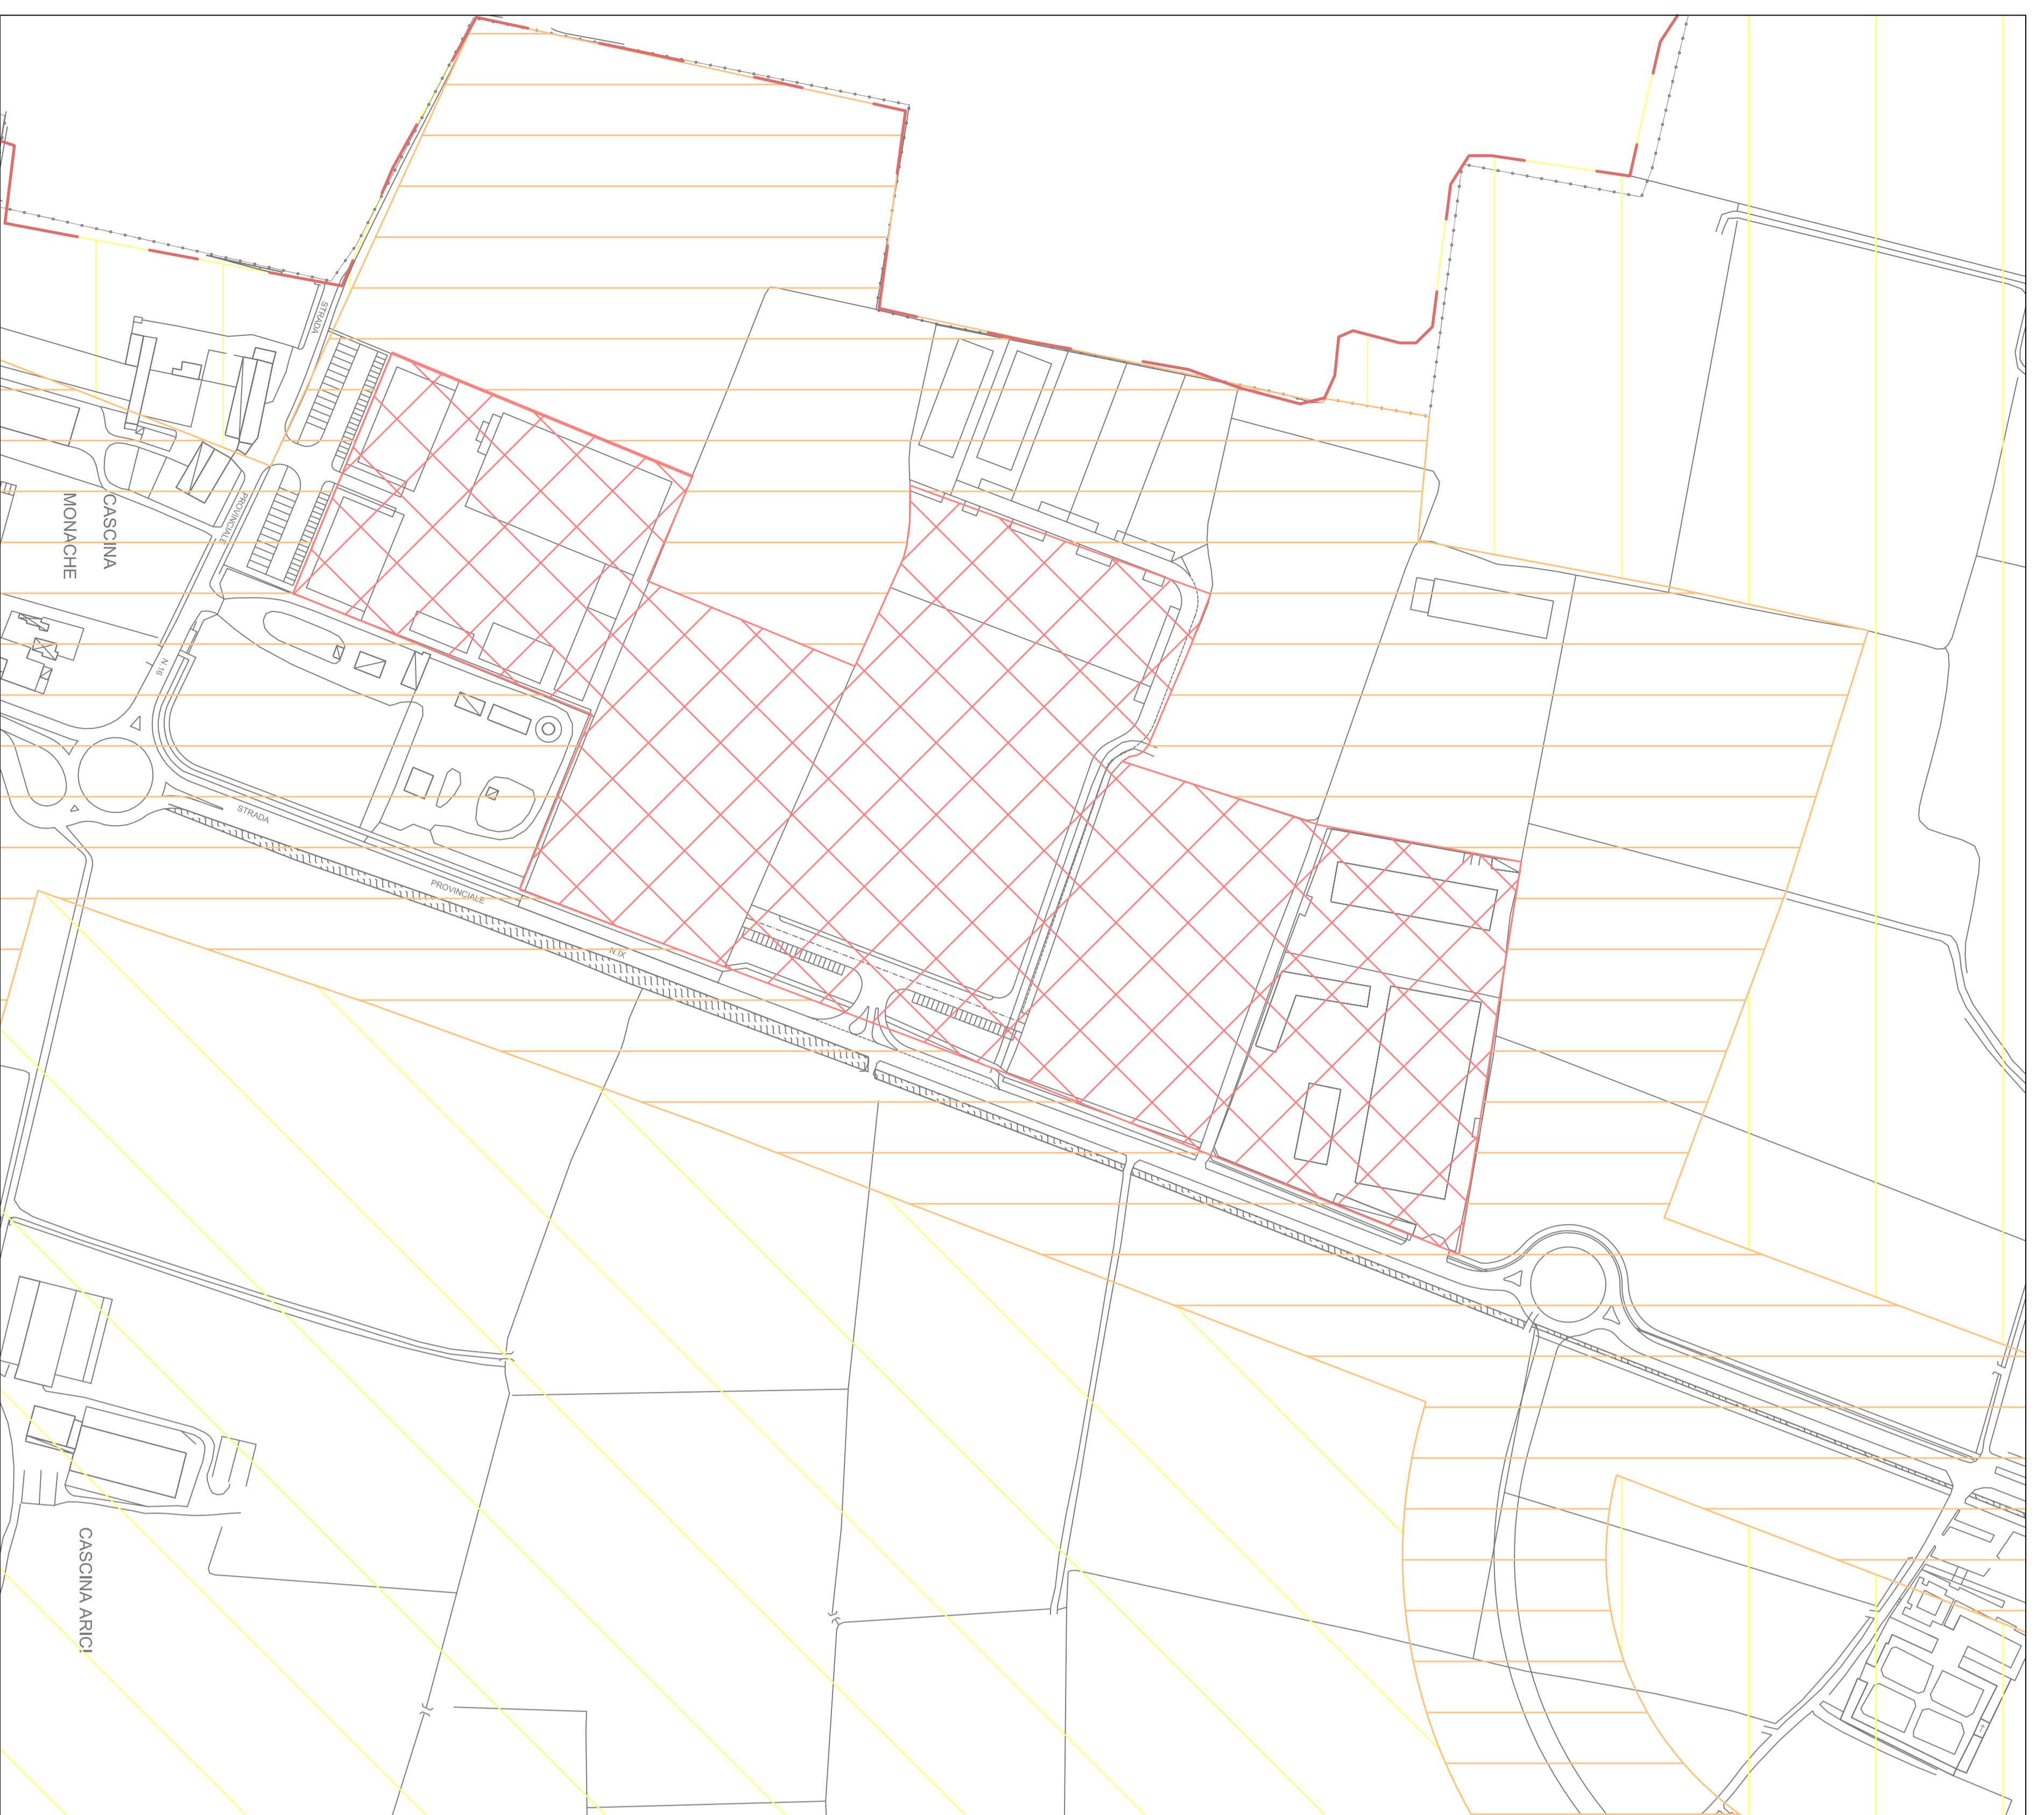 STRADA
PROVINCIALE
N.16
CASCINA
MONACHE
STRADA
PROVINCIALE
N.IX
CASCINA ARICI